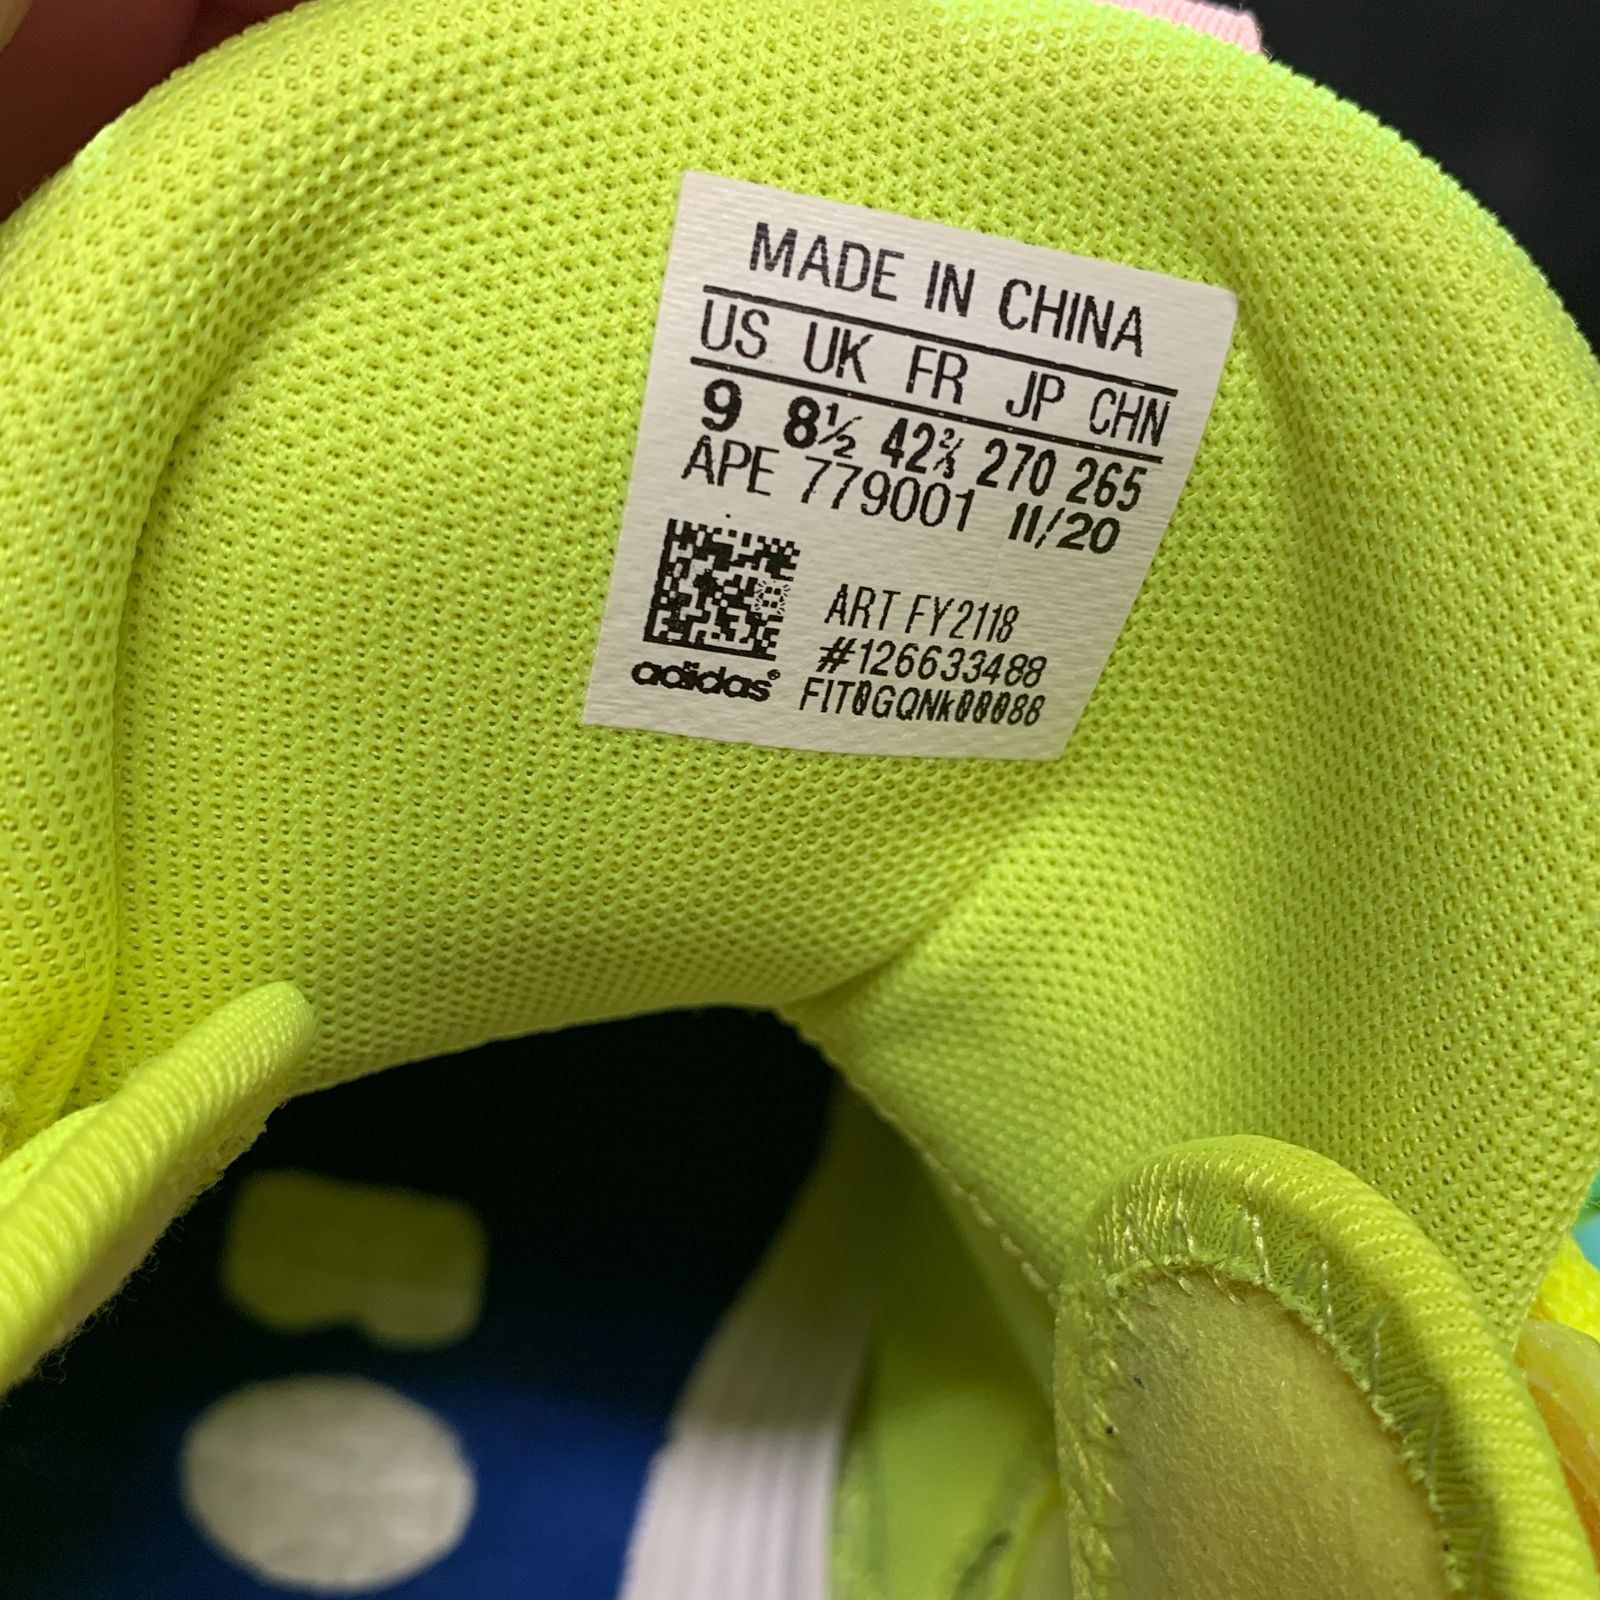 MADE IN CHINA
US UK FR JP CHN
9 8½ 42⅔ 270 265
APE 779001 11/20
ART FY2118
#126633488
adidas® FIT0GQNk00088